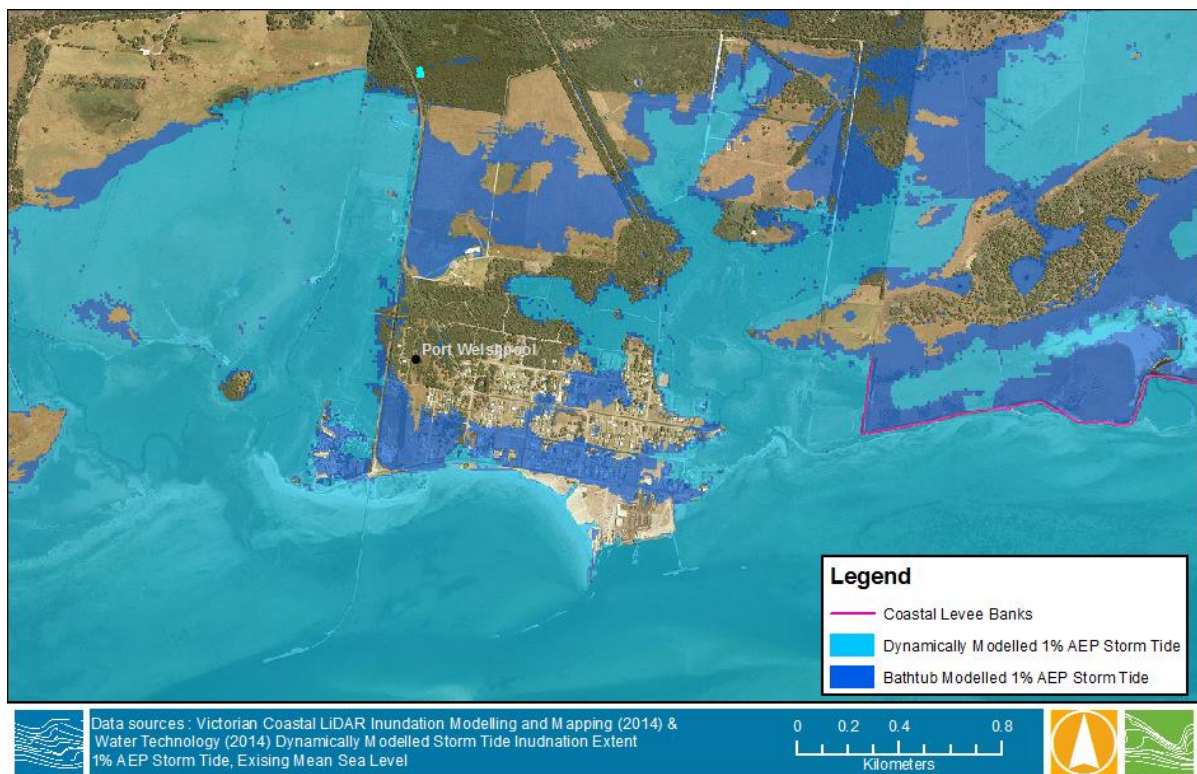 Port Welshpool
Legend
Coastal Levee Banks
Dynamically Modelled 1% AEP Storm Tide
Bathtub Modelled 1% AEP Storm Tide
Data sources : Victorian Coastal LiDAR Inundation Modelling and Mapping (2014) &
Water Technology (2014) Dynamically Modelled Storm Tide Inudnation Extent
1% AEP Storm Tide, Exising Mean Sea Level
0 0.2 0.4 0.8
Kilometers